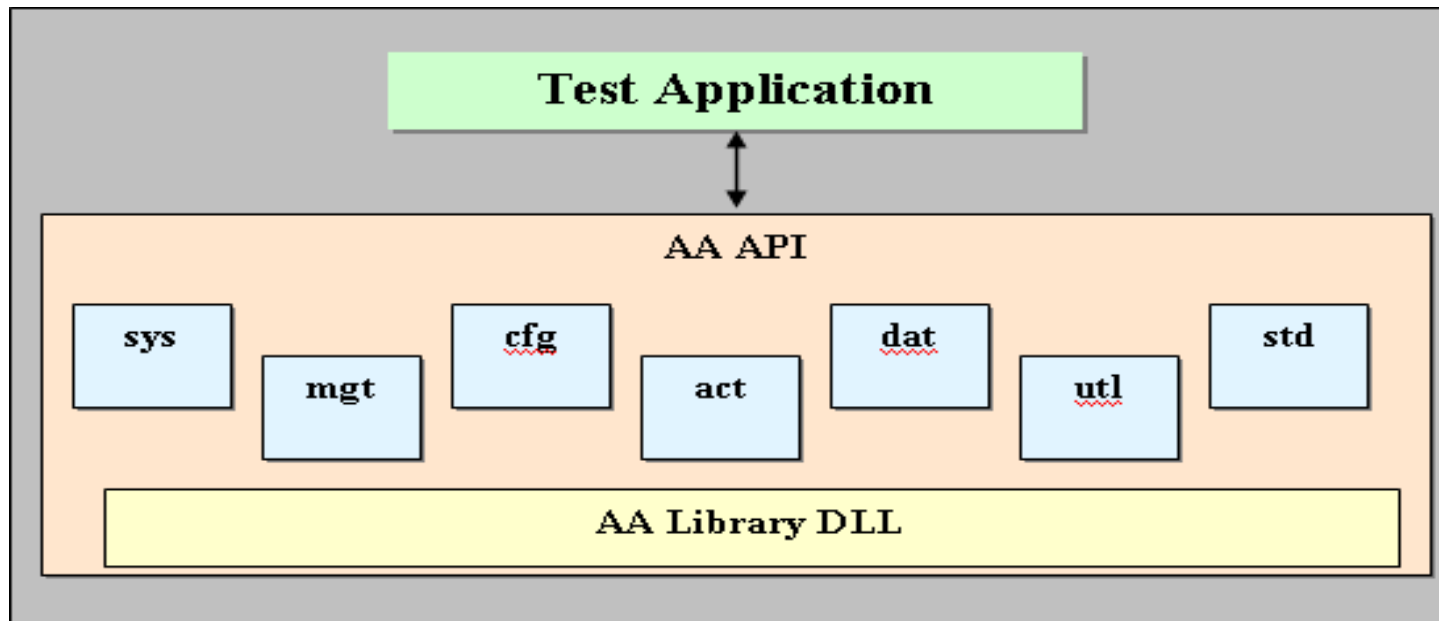 Test Application
AA API
sys
mgt
cfg
act
dat
utl
std
AA Library DLL